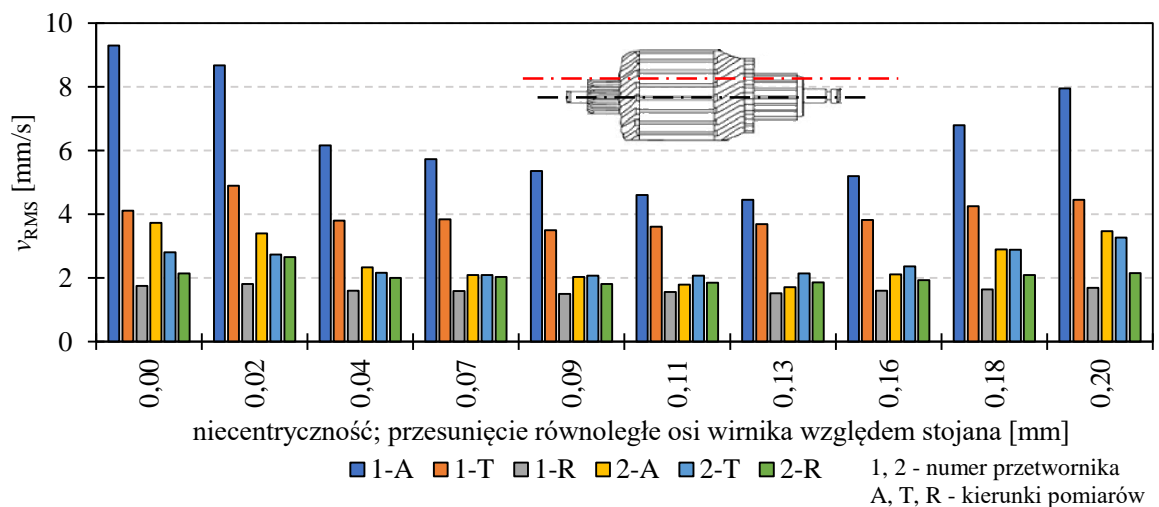 10
8
6
4
2
0
v_RMS [mm/s]
0,00 0,02 0,04 0,07 0,09 0,11 0,13 0,16 0,18 0,20
niecentryczność; przesunięcie równoległe osi wirnika względem stojana [mm]
1-A 1-T 1-R 2-A 2-T 2-R
1, 2 - numer przetwornika
A, T, R - kierunki pomiarów